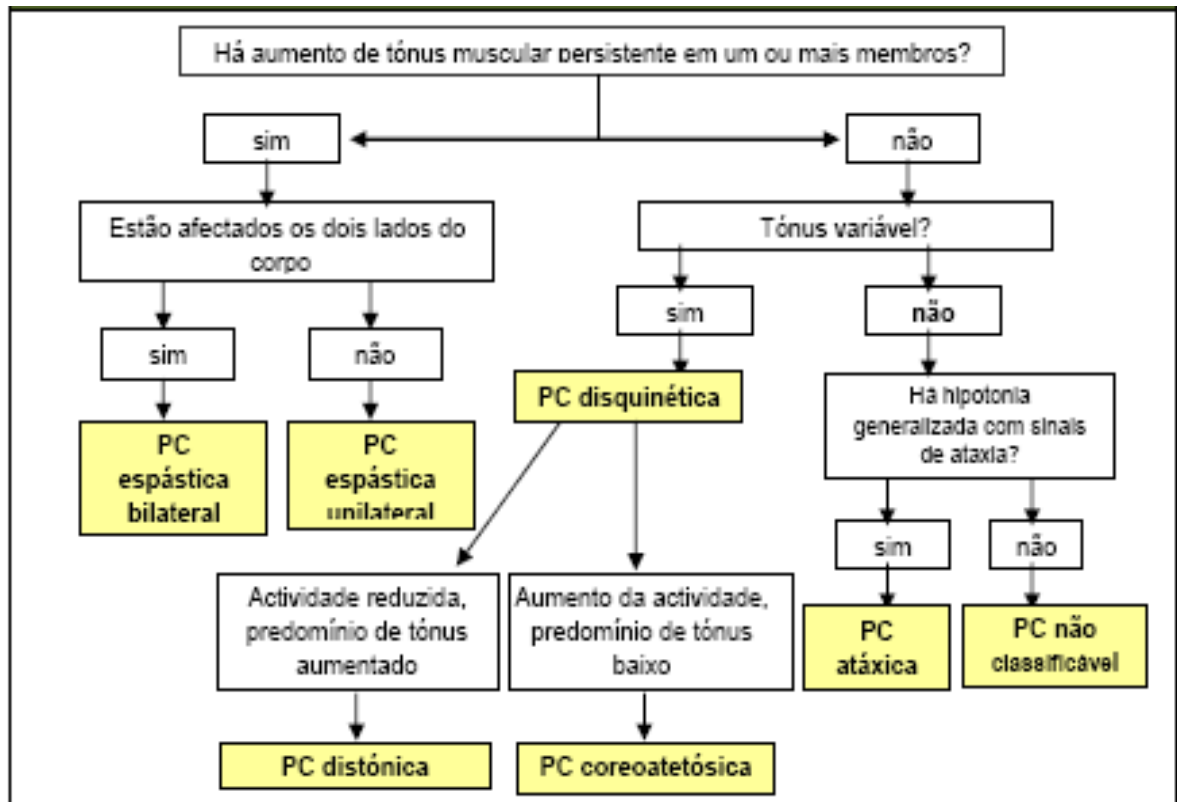 Há aumento de tónus muscular persistente em um ou mais membros?
sim
não
Estão afectados os dois lados do
corpo
Tónus variável?
sim
não
sim
não
PC disquinética
Há hipotonia
generalizada com sinais
de ataxia?
PC
espástica
bilateral
PC
espástica
unilateral
sim
não
Actividade reduzida,
predomínio de tónus
aumentado
Aumento da actividade,
predomínio de tónus
baixo
PC
atáxica
PC não
classificável
PC distónica
PC coreoatetósica